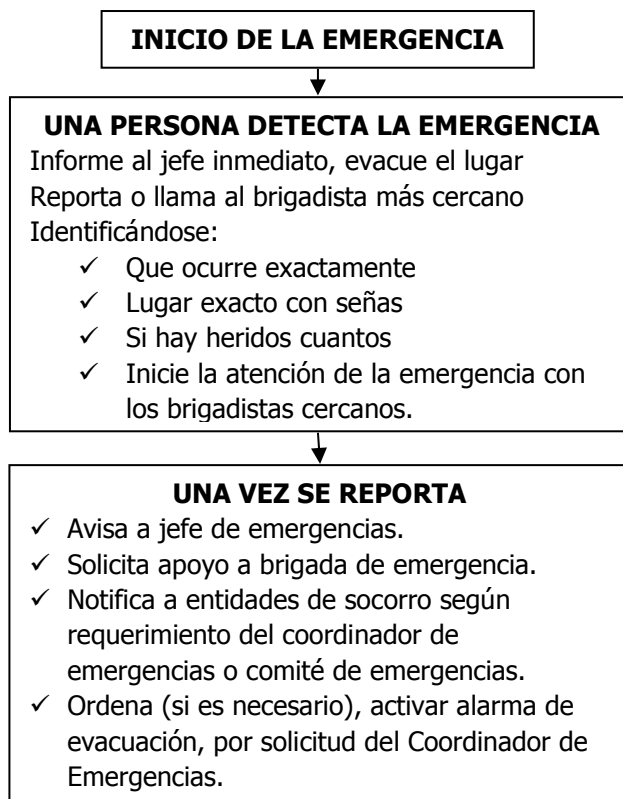 INICIO DE LA EMERGENCIA
UNA PERSONA DETECTA LA EMERGENCIA
Informe al jefe inmediato, evacue el lugar
Reporta o llama al brigadista más cercano
Identificándose:
✓ Que ocurre exactamente
✓ Lugar exacto con señas
✓ Si hay heridos cuantos
✓ Inicie la atención de la emergencia con
los brigadistas cercanos.
UNA VEZ SE REPORTA
✓ Avisa a jefe de emergencias.
✓ Solicita apoyo a brigada de emergencia.
✓ Notifica a entidades de socorro según
requerimiento del coordinador de
emergencias o comité de emergencias.
✓ Ordena (si es necesario), activar alarma de
evacuación, por solicitud del Coordinador de
Emergencias.